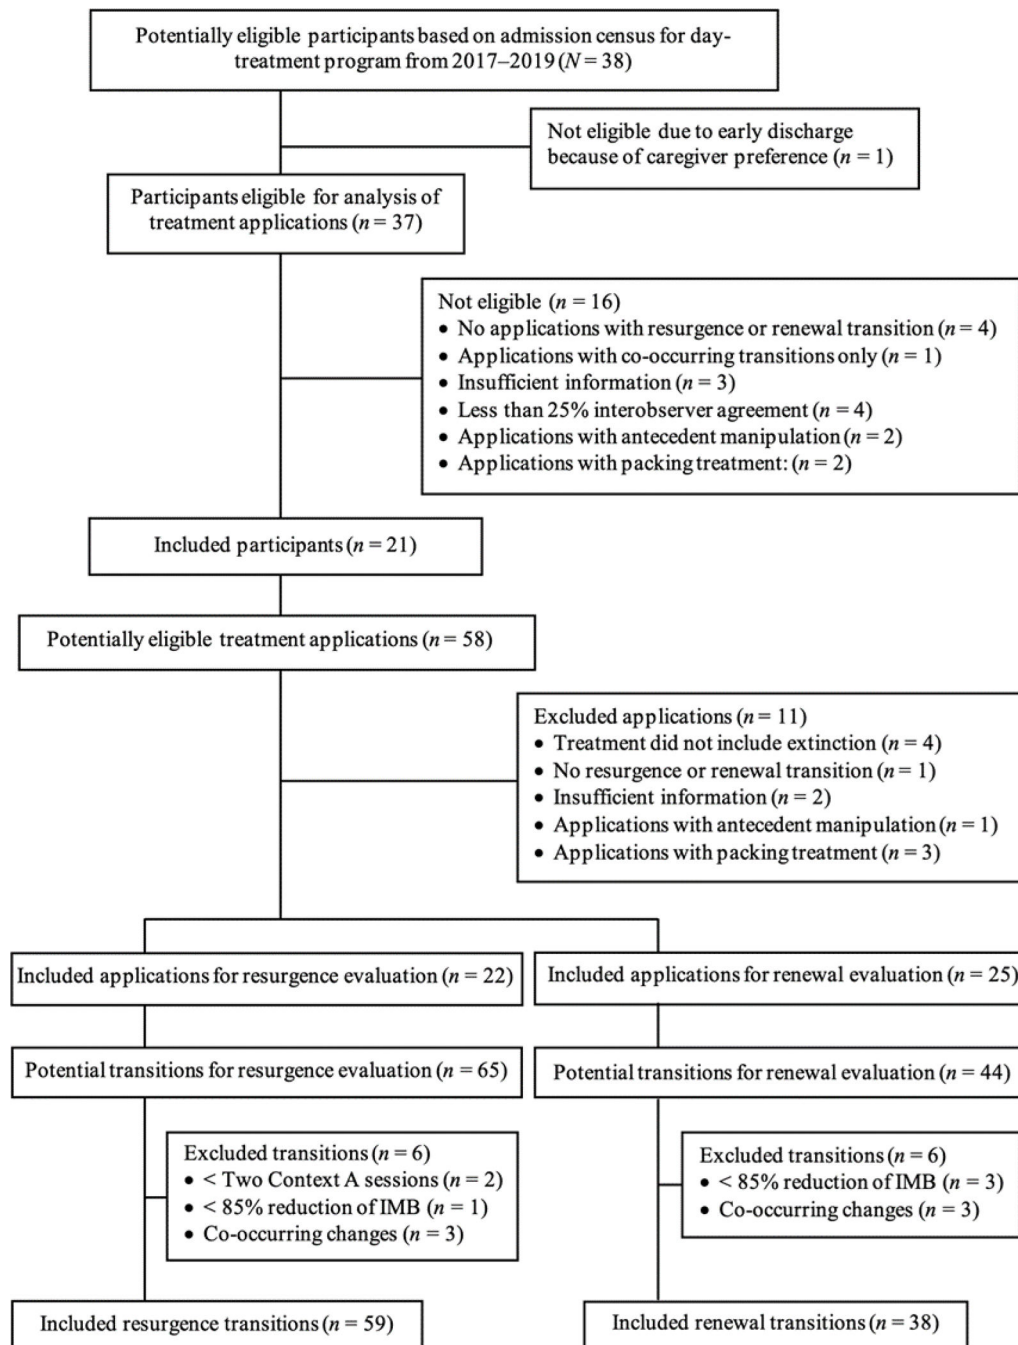 Potentially eligible participants based on admission census for day-
treatment program from 2017–2019 (N = 38)
Not eligible due to early discharge
because of caregiver preference (n = 1)
Participants eligible for analysis of
treatment applications (n = 37)
Not eligible (n = 16)
• No applications with resurgence or renewal transition (n = 4)
• Applications with co-occurring transitions only (n = 1)
• Insufficient information (n = 3)
• Less than 25% interobserver agreement (n = 4)
• Applications with antecedent manipulation (n = 2)
• Applications with packing treatment: (n = 2)
Included participants (n = 21)
Potentially eligible treatment applications (n = 58)
Excluded applications (n = 11)
• Treatment did not include extinction (n = 4)
• No resurgence or renewal transition (n = 1)
• Insufficient information (n = 2)
• Applications with antecedent manipulation (n = 1)
• Applications with packing treatment (n = 3)
Included applications for resurgence evaluation (n = 22)
Included applications for renewal evaluation (n = 25)
Potential transitions for resurgence evaluation (n = 65)
Potential transitions for renewal evaluation (n = 44)
Excluded transitions (n = 6)
• < Two Context A sessions (n = 2)
• < 85% reduction of IMB (n = 1)
• Co-occurring changes (n = 3)
Excluded transitions (n = 6)
• < 85% reduction of IMB (n = 3)
• Co-occurring changes (n = 3)
Included resurgence transitions (n = 59)
Included renewal transitions (n = 38)